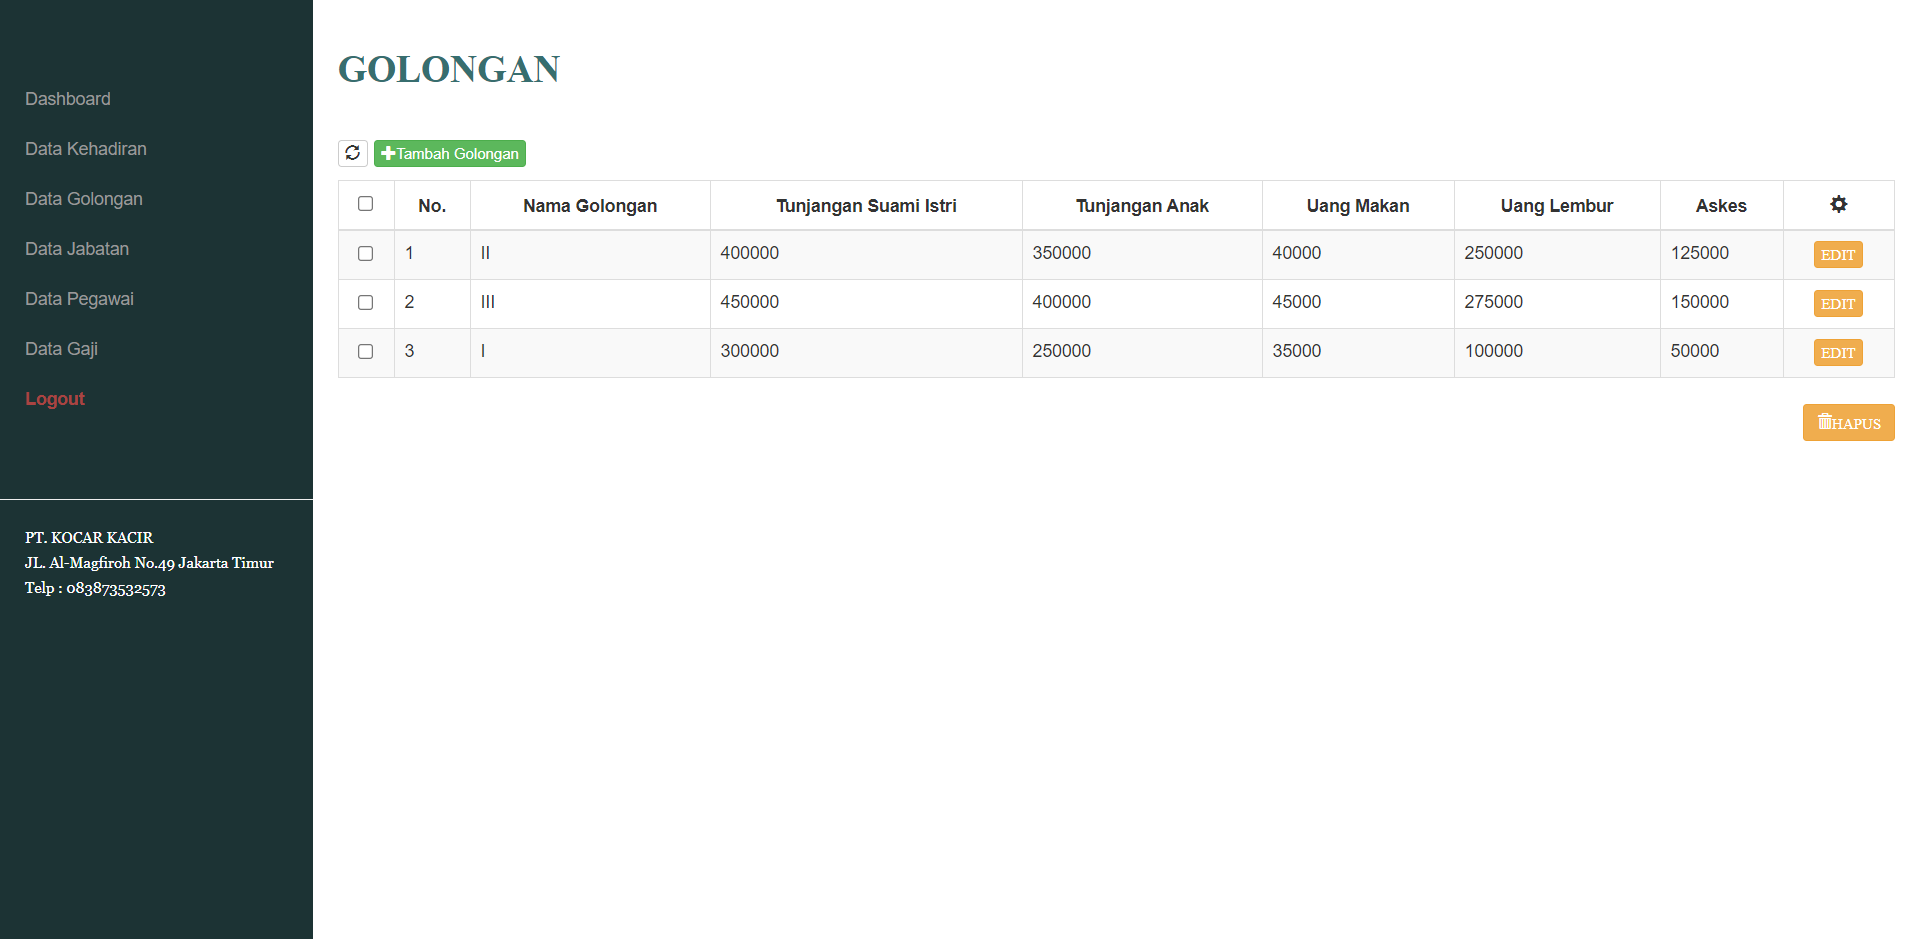 Dashboard
Data Kehadiran
Data Golongan
Data Jabatan
Data Pegawai
Data Gaji
Logout
PT. KOCAR KACIR
JL. Al-Magfiroh No.49 Jakarta Timur
Telp : 083873532573
GOLONGAN
Tambah Golongan
No. Nama Golongan Tunjangan Suami Istri Tunjangan Anak Uang Makan Uang Lembur Askes
1 II 400000 350000 40000 250000 125000 EDIT
2 III 450000 400000 45000 275000 150000 EDIT
3 I 300000 250000 35000 100000 50000 EDIT
HAPUS